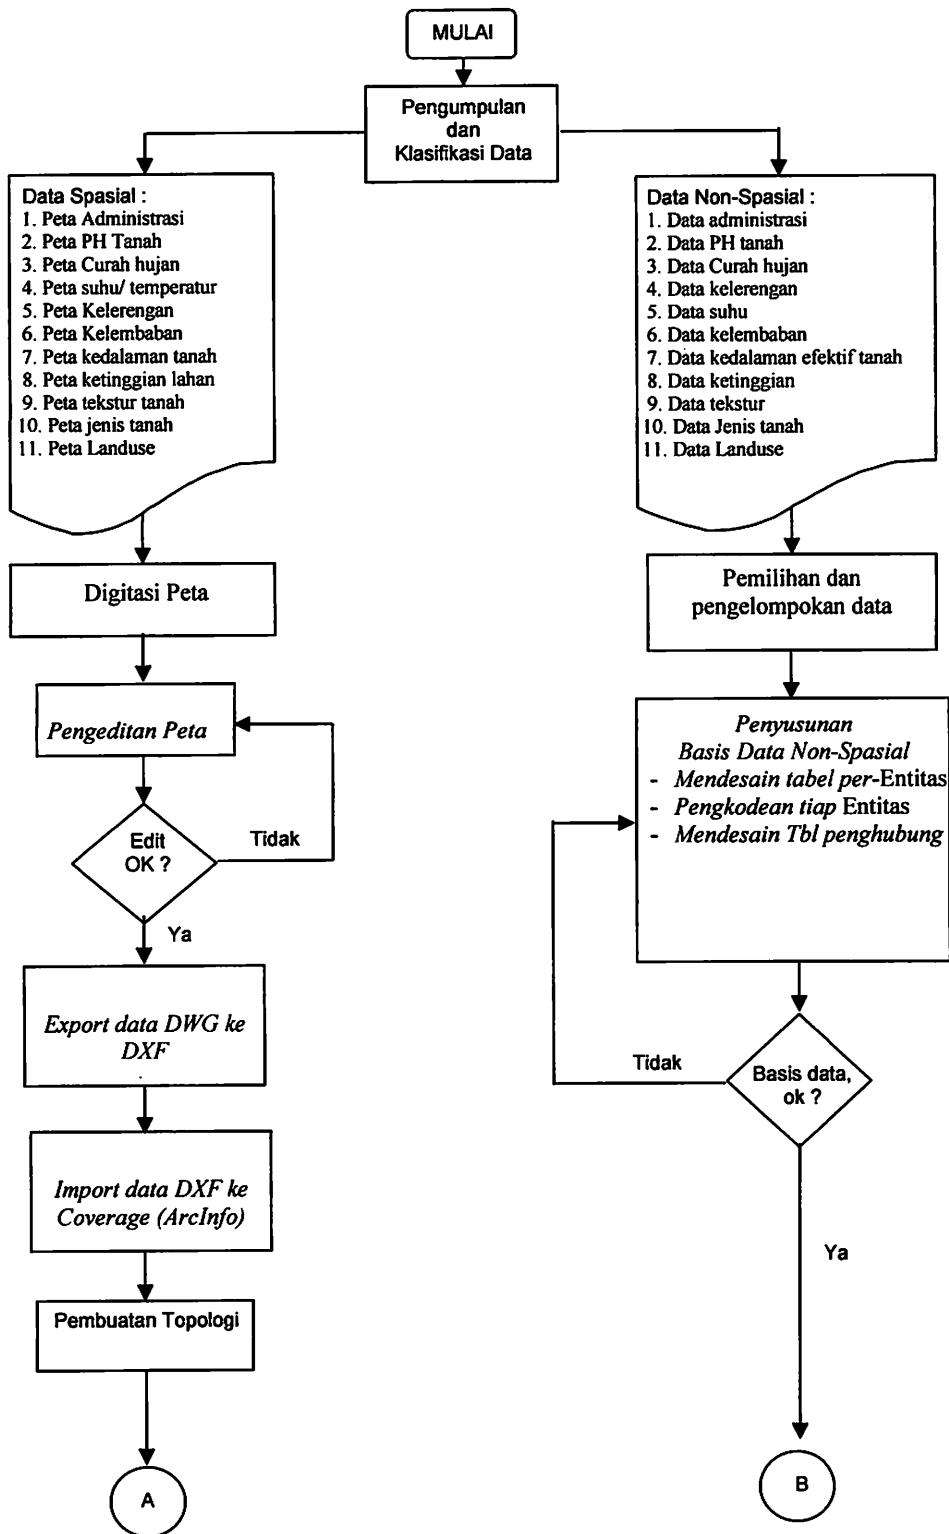 MULAI
Pengumpulan
dan
Klasifikasi Data
Data Spasial :
1. Peta Administrasi
2. Peta PH Tanah
3. Peta Curah hujan
4. Peta suhu/ temperatur
5. Peta Kelerengan
6. Peta Kelembaban
7. Peta kedalaman tanah
8. Peta ketinggian lahan
9. Peta tekstur tanah
10. Peta jenis tanah
11. Peta Landuse
Digitasi Peta
Pengeditan Peta
Edit
OK ?
Tidak
Ya
Export data DWG ke
DXF
Import data DXF ke
Coverage (ArcInfo)
Pembuatan Topologi
A
Data Non-Spasial :
1. Data administrasi
2. Data PH tanah
3. Data Curah hujan
4. Data kelerengan
5. Data suhu
6. Data kelembaban
7. Data kedalaman efektif tanah
8. Data ketinggian
9. Data tekstur
10. Data Jenis tanah
11. Data Landuse
Pemilihan dan
pengelompokan data
Penyusunan
Basis Data Non-Spasial
- Mendesain tabel per-Entitas
- Pengkodean tiap Entitas
- Mendesain Tbl penghubung
Tidak
Basis data,
ok ?
Ya
B